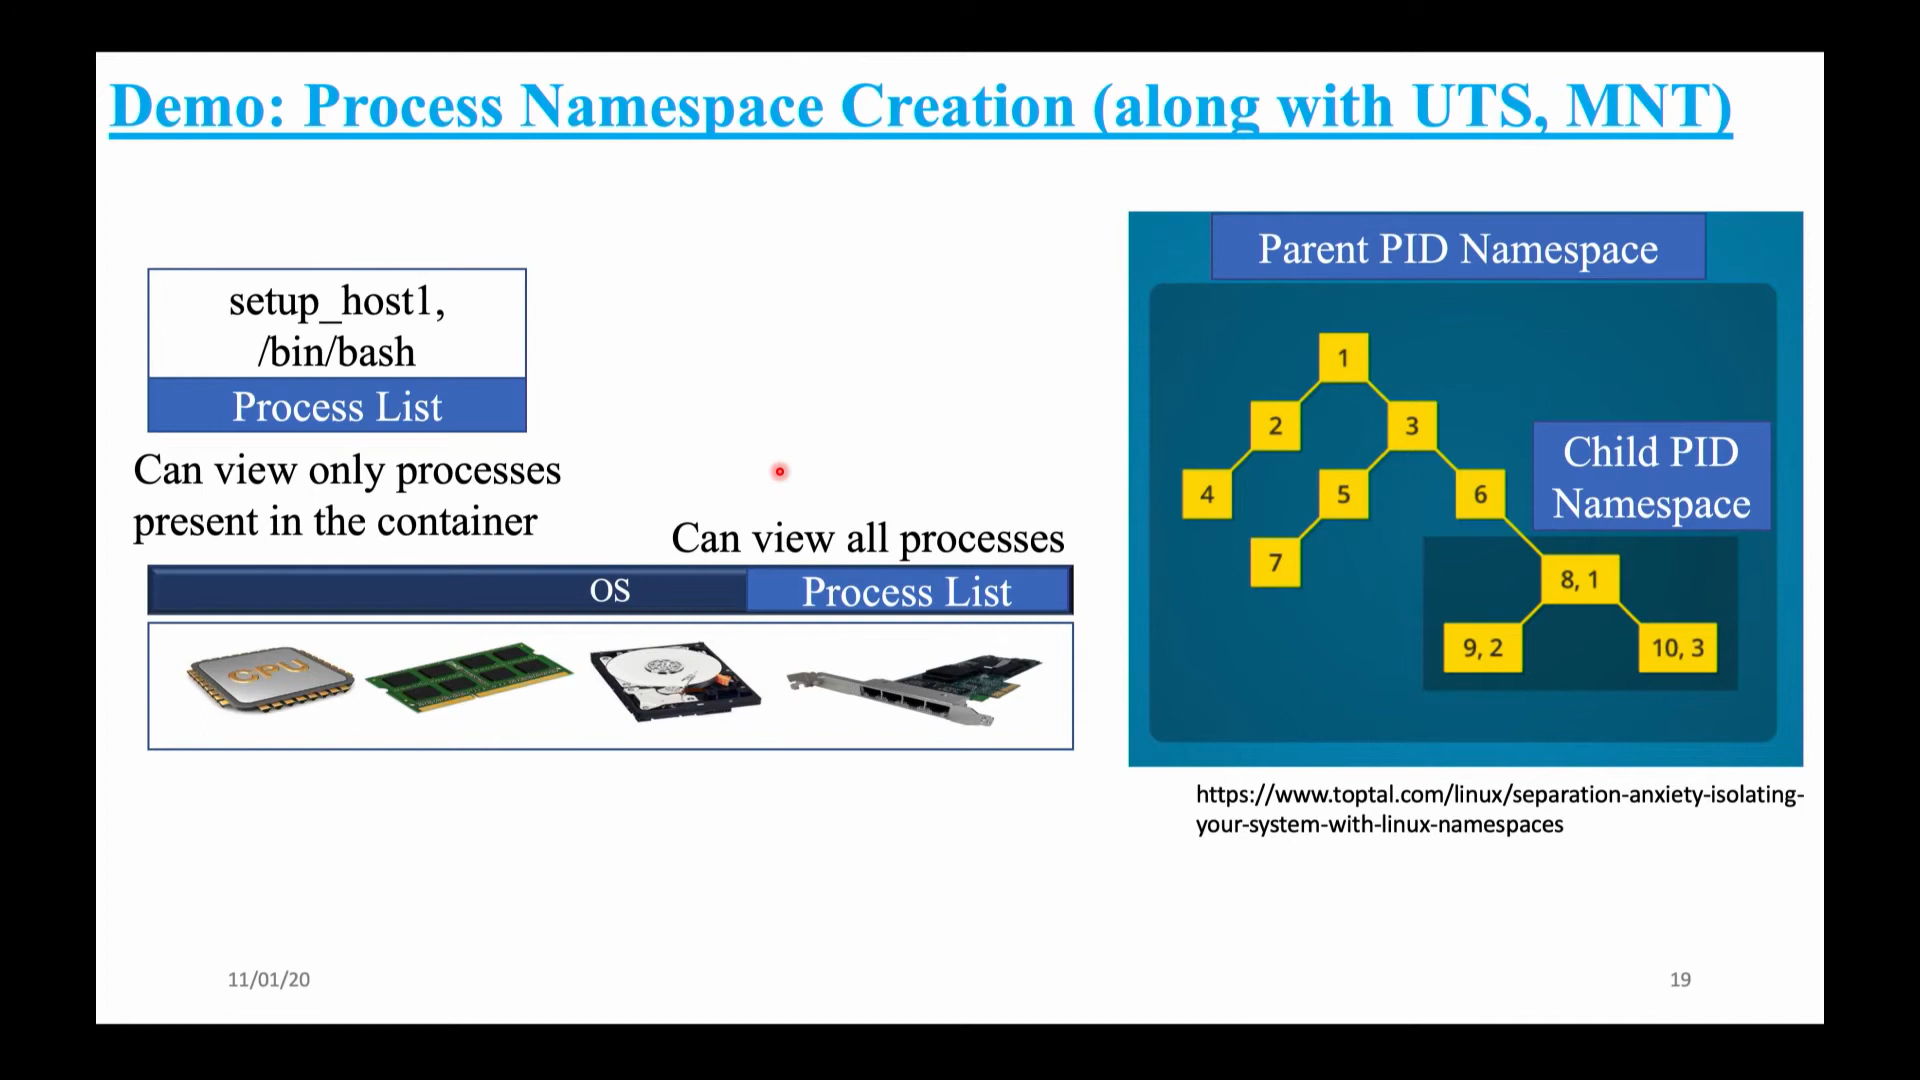 Demo: Process Namespace Creation (along with UTS, MNT)
setup_host1,
/bin/bash
Process List
Can view only processes
present in the container
Can view all processes
OS
Process List
CPU
Parent PID Namespace
1
2
3
Child PID
Namespace
4
5
6
7
8, 1
9, 2
10, 3
https://www.toptal.com/linux/separation-anxiety-isolating-
your-system-with-linux-namespaces
11/01/20
19